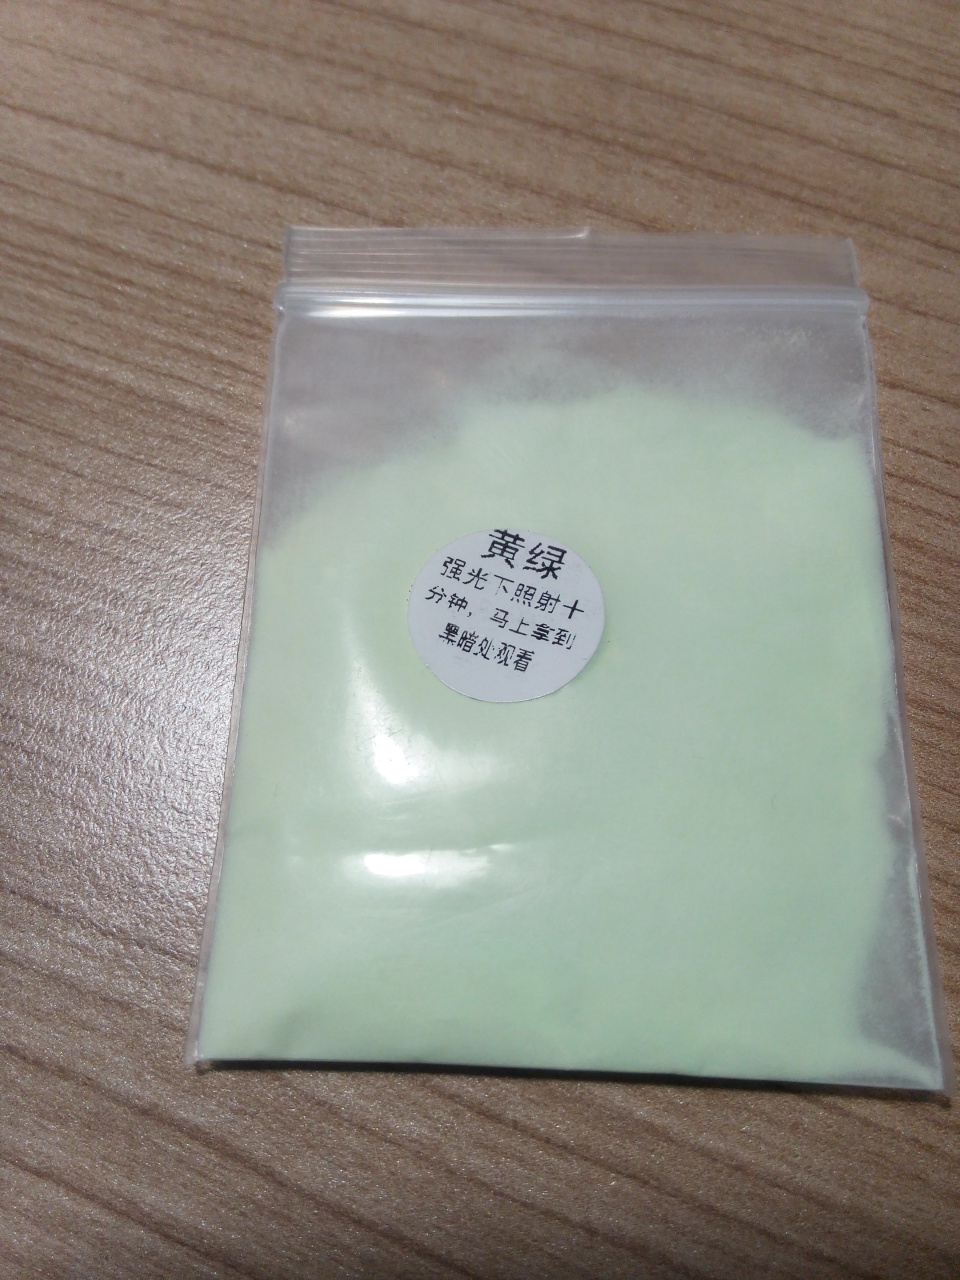 黄绿
强光下照射十
分钟，马上拿到
黑暗处观看